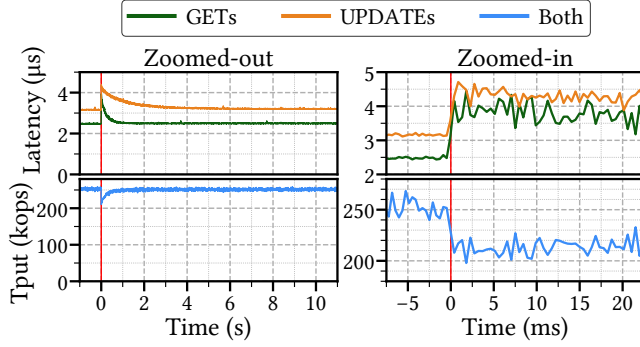 GETs UPDATEs Both
Zoomed-out Zoomed-in
Latency (μs)
4
2
0
5
4
3
2
Tput (kops)
200
100
0
250
200
0 2 4 6 8 10
−5 0 5 10 15 20
Time (s) Time (ms)